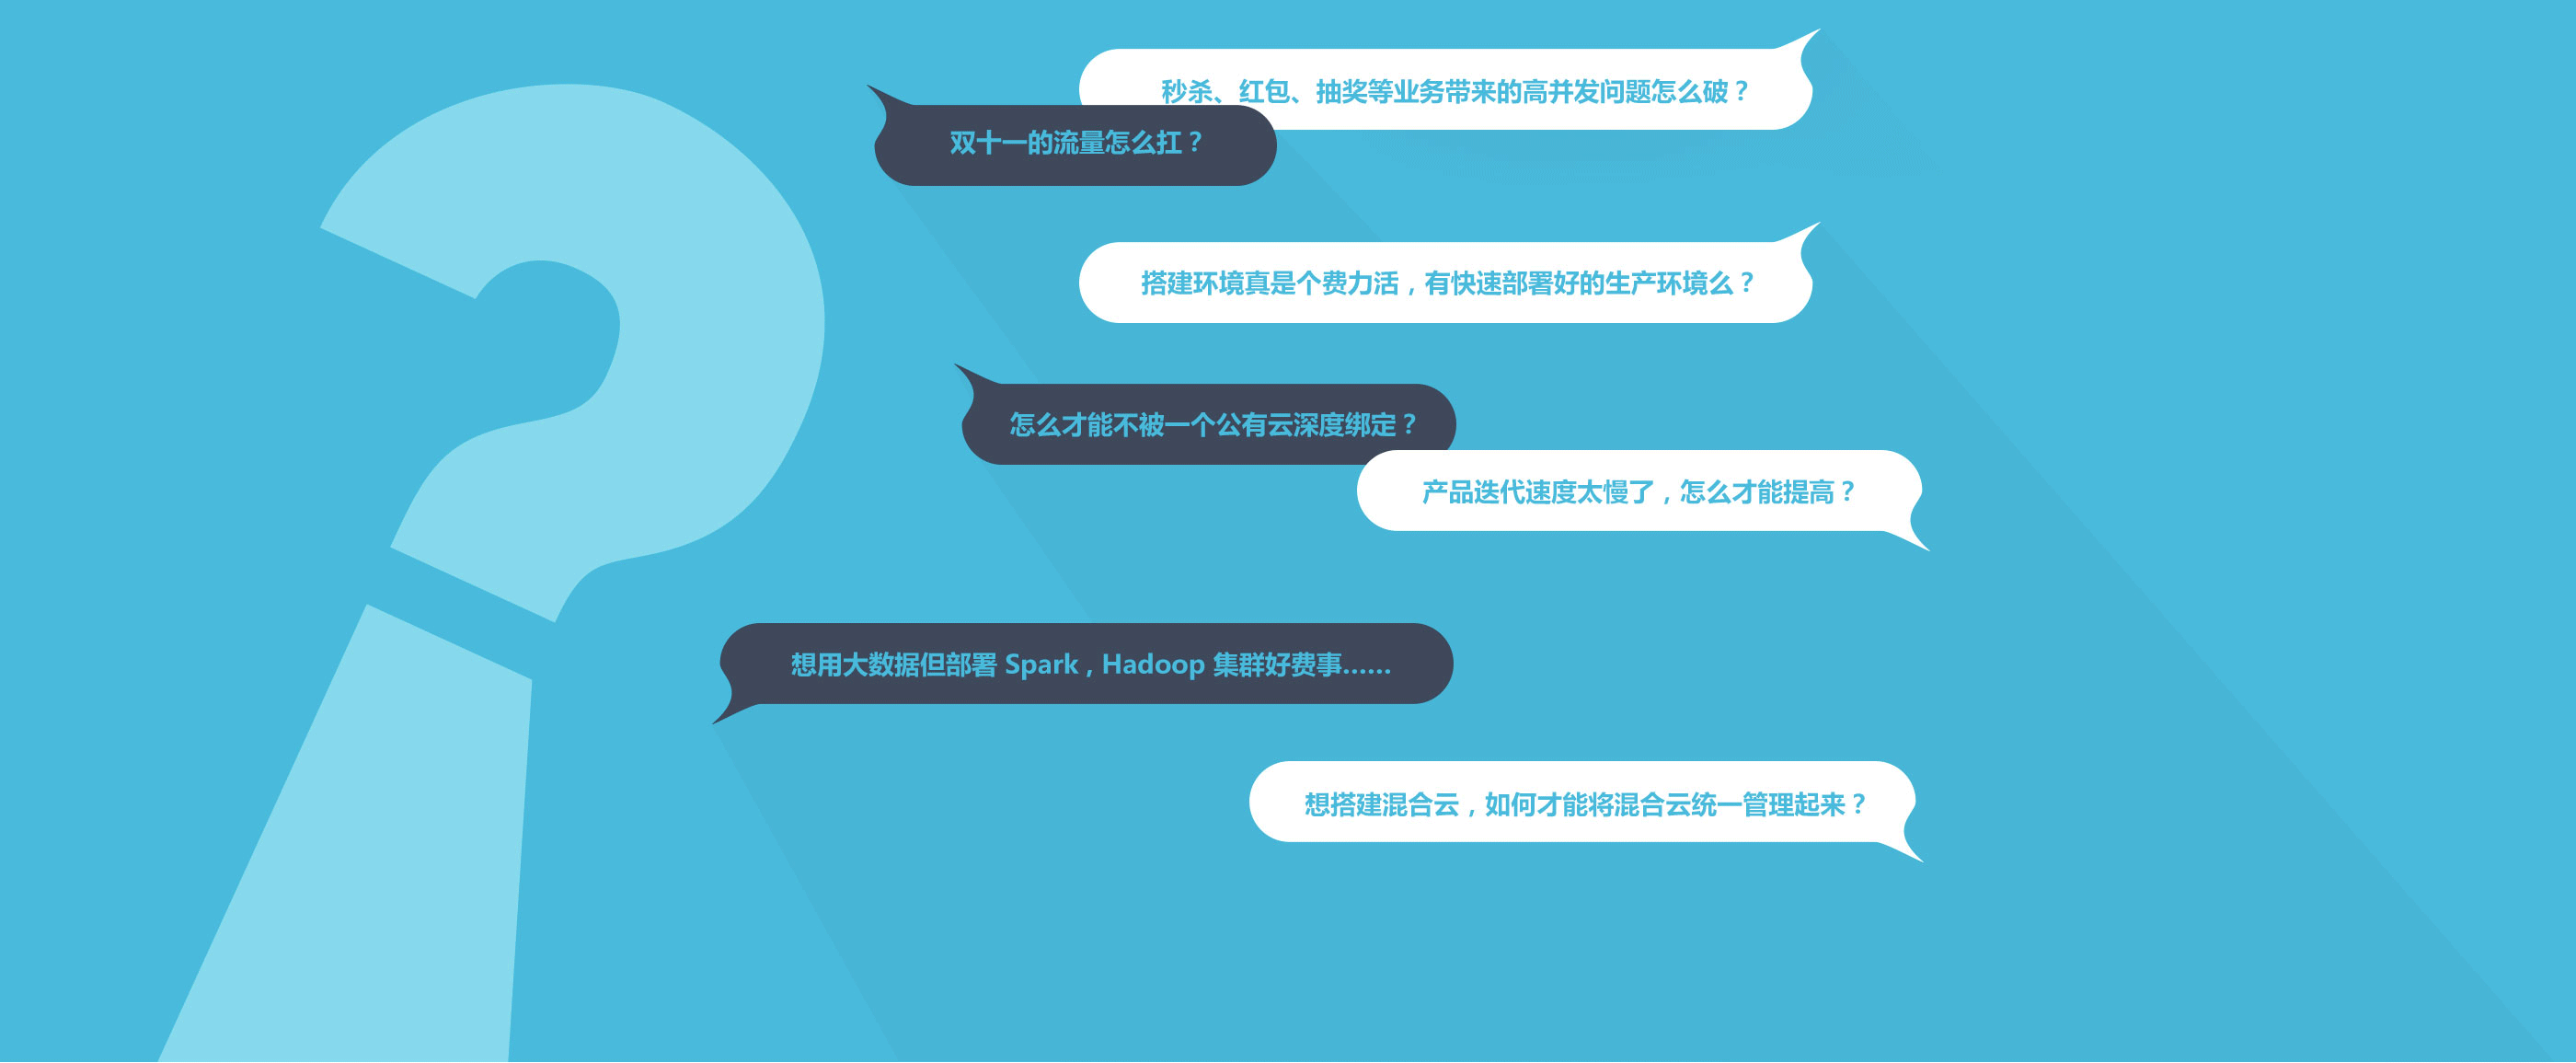 秒杀、红包、抽奖等业务带来的高并发问题怎么破？
双十一的流量怎么扛？
搭建环境真是个费力活，有快速部署好的生产环境么？
怎么才能不被一个公有云深度绑定？
产品迭代速度太慢了，怎么才能提高？
想用大数据但部署 Spark，Hadoop 集群好费事......
想搭建混合云，如何才能将混合云统一管理起来？